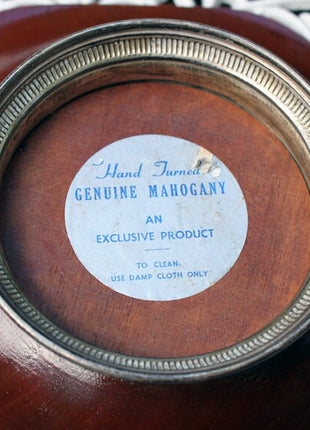 Hand Turned
GENUINE MAHOGANY
AN
EXCLUSIVE PRODUCT
TO CLEAN:
USE DAMP CLOTH ONLY